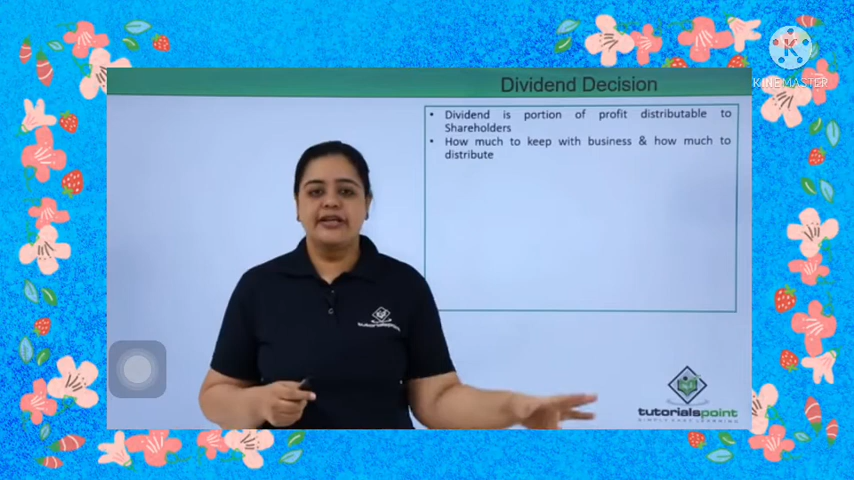 KINEMASTER
Dividend Decision
• Dividend is portion of profit distributable to
Shareholders
• How much to keep with business & how much to
distribute
tutorialspoint
SIMPLY EASY LEARNING